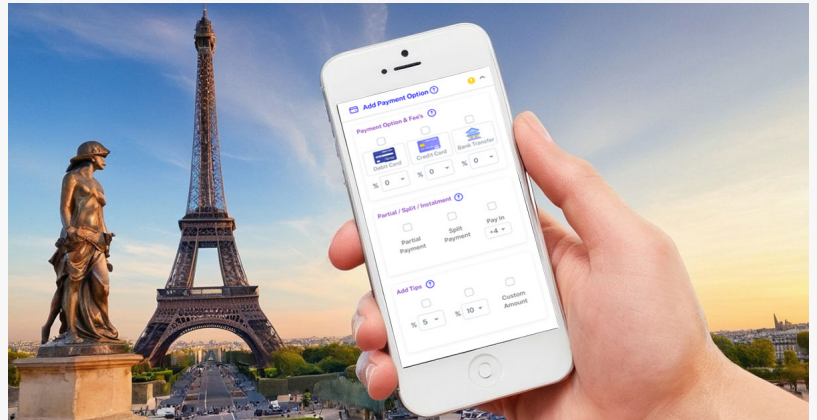 Add Payment Option
Payment Option & Fee's
Debit Card
Credit Card
Bank Transfer
% 0
% 0
% 0
Partial / Split / Instalment
Partial
Payment
Split
Payment
Pay In
+4
Add Tips
% 5
% 10
Custom
Amount